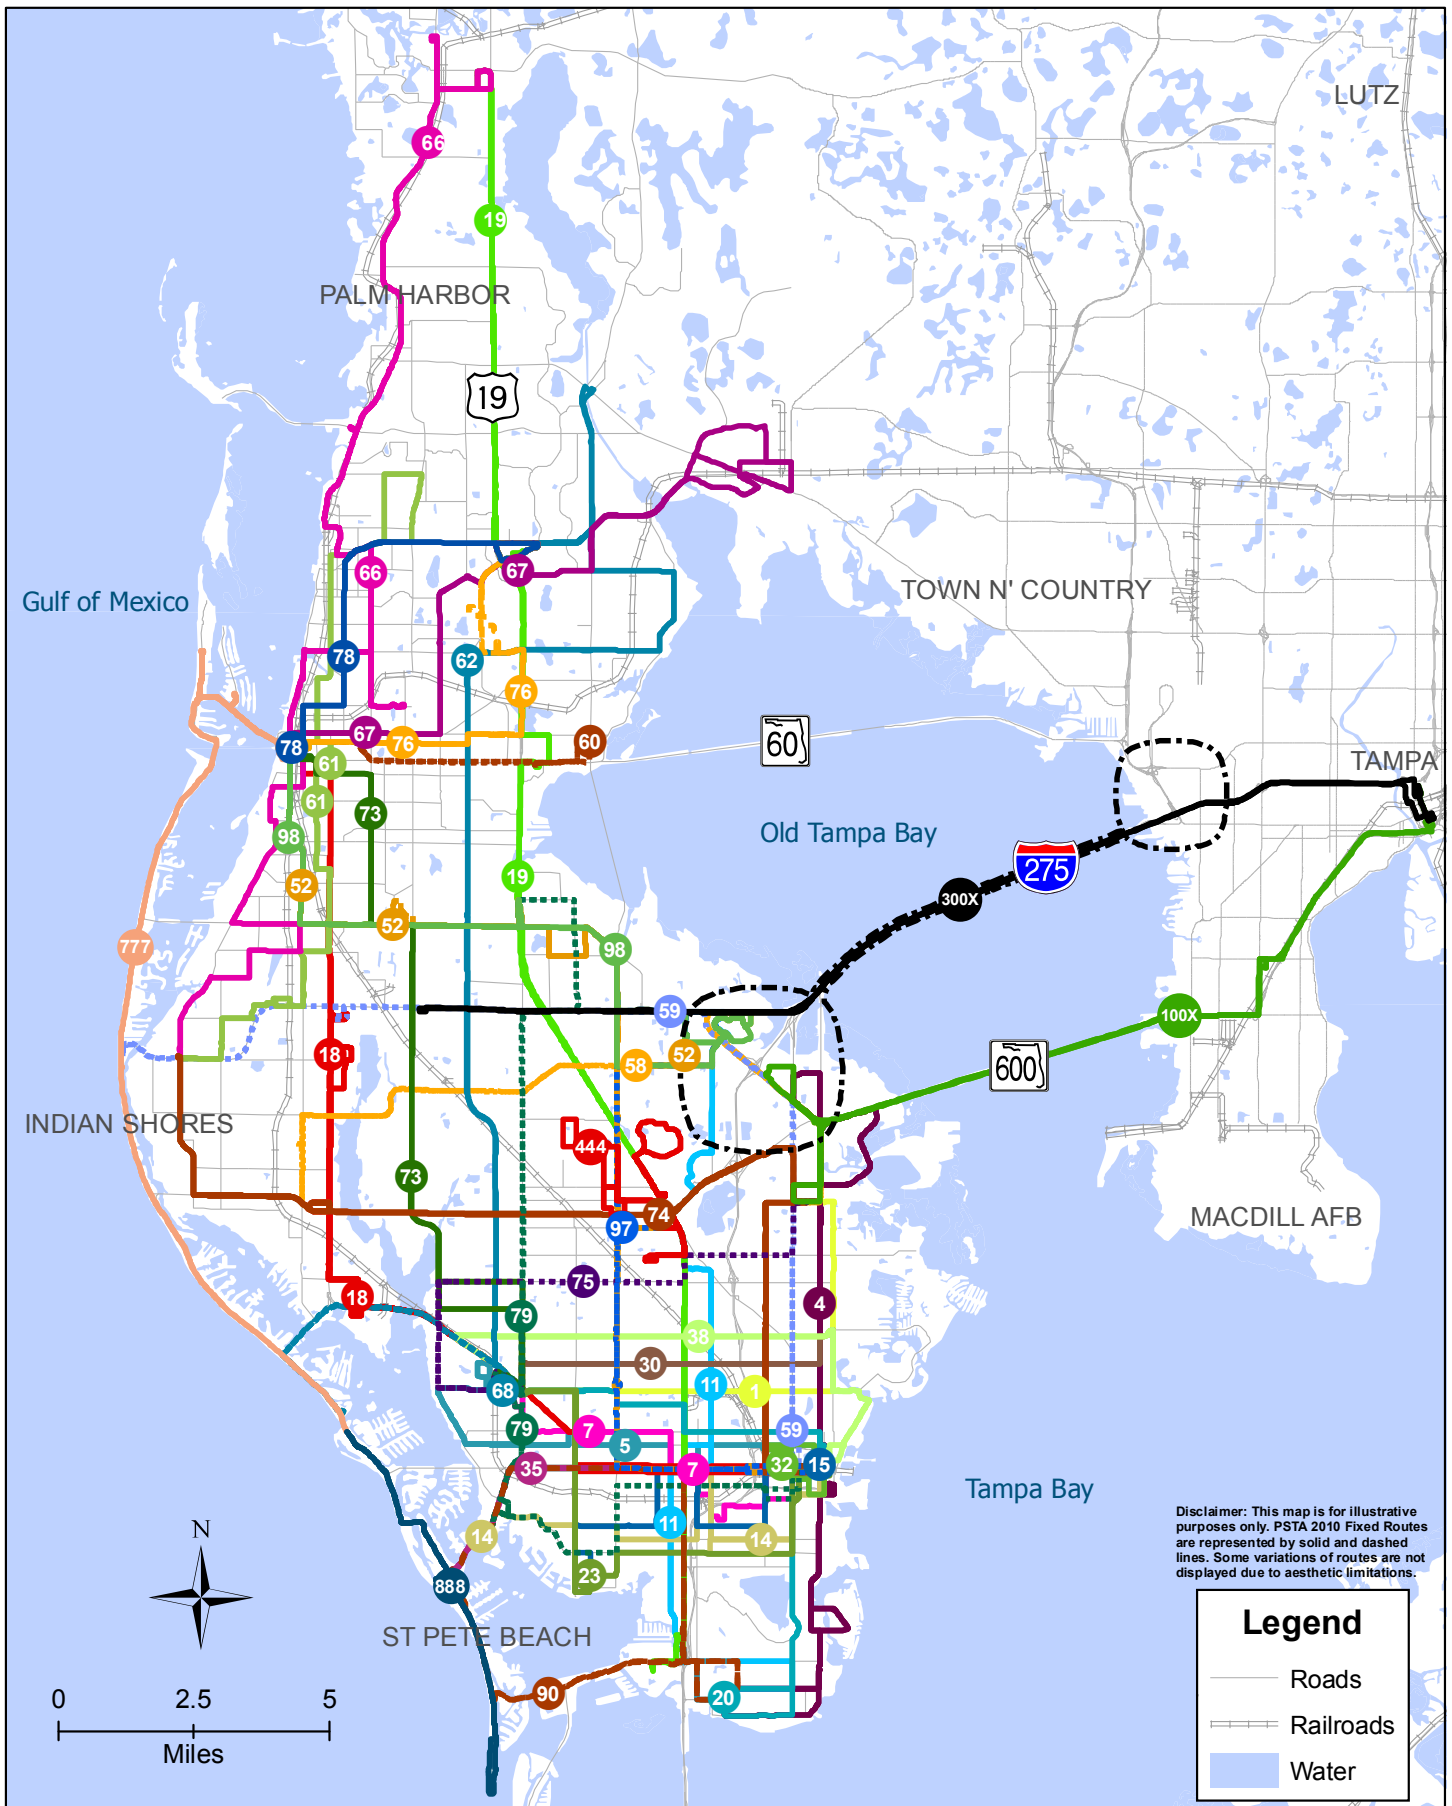 LUTZ
66
19
PALM HARBOR
19
67
66
TOWN N' COUNTRY
Gulf of Mexico
78
62
76
67
76
78
60
60
TAMPA
61
61
73
98
Old Tampa Bay
275
19
52
300X
52
777
98
59
100X
18
52
58
600
INDIAN SHORES
444
73
74
97
MACDILL AFB
75
18
4
79
38
30
11
1
68
79
7
59
5
35
7
32
15
Tampa Bay
11
14
14
23
888
N
ST PETE BEACH
90
20
0 2.5 5
Miles
Disclaimer: This map is for illustrative
purposes only. PSTA 2010 Fixed Routes
are represented by solid and dashed
lines. Some variations of routes are not
displayed due to aesthetic limitations.
Legend
Roads
Railroads
Water